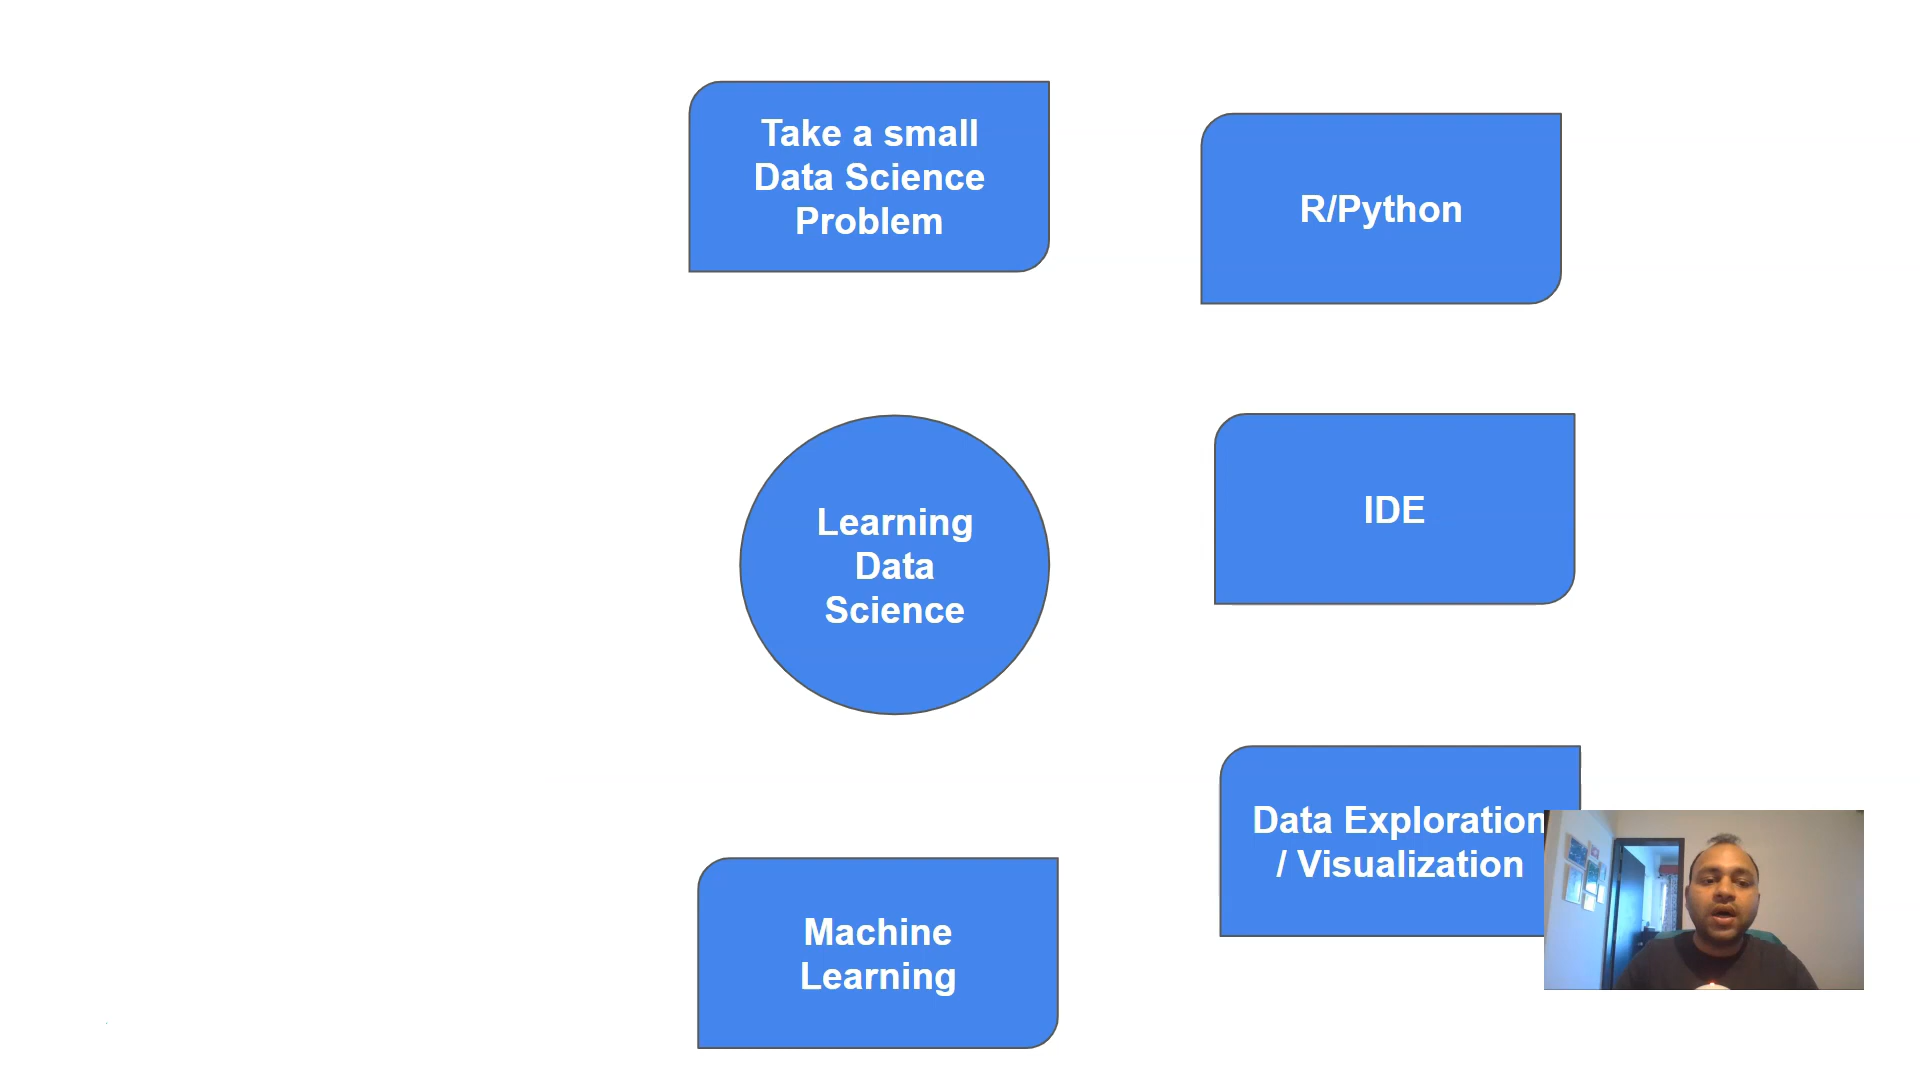 Take a small
Data Science
Problem
R/Python
IDE
Learning
Data
Science
Data Exploration
/ Visualization
Machine
Learning